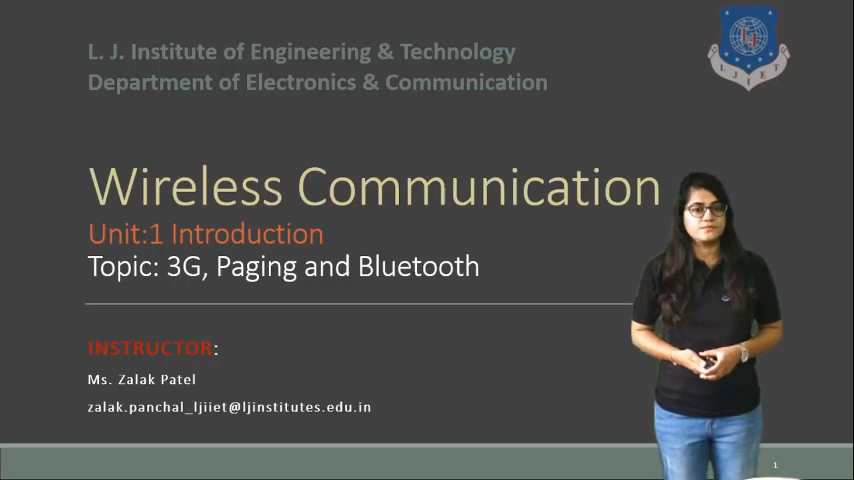 L. J. Institute of Engineering & Technology
Department of Electronics & Communication
LJIET
Wireless Communication
Unit:1 Introduction
Topic: 3G, Paging and Bluetooth
INSTRUCTOR:
Ms. Zalak Patel
zalak.panchal_ljiiet@ljinstitutes.edu.in
1